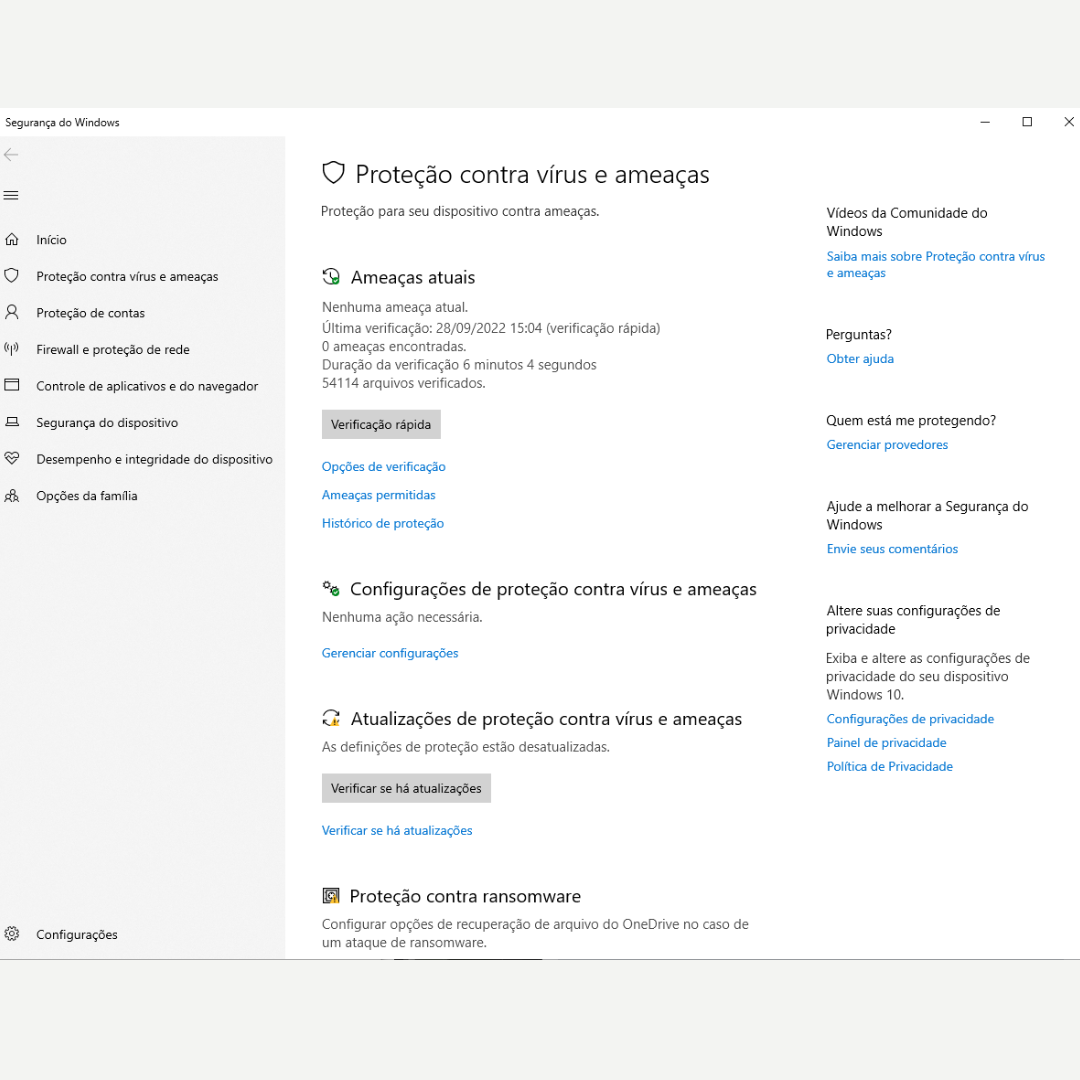 Segurança do Windows
Início
Proteção contra vírus e ameaças
Proteção de contas
Firewall e proteção de rede
Controle de aplicativos e do navegador
Segurança do dispositivo
Desempenho e integridade do dispositivo
Opções da família
Configurações
Proteção contra vírus e ameaças
Proteção para seu dispositivo contra ameaças.
Ameaças atuais
Nenhuma ameaça atual.
Última verificação: 28/09/2022 15:04 (verificação rápida)
0 ameaças encontradas.
Duração da verificação 6 minutos 4 segundos
54114 arquivos verificados.
Verificação rápida
Opções de verificação
Ameaças permitidas
Histórico de proteção
Configurações de proteção contra vírus e ameaças
Nenhuma ação necessária.
Gerenciar configurações
Atualizações de proteção contra vírus e ameaças
As definições de proteção estão desatualizadas.
Verificar se há atualizações
Verificar se há atualizações
Proteção contra ransomware
Configurar opções de recuperação de arquivo do OneDrive no caso de
um ataque de ransomware.
Vídeos da Comunidade do
Windows
Saiba mais sobre Proteção contra vírus
e ameaças
Perguntas?
Obter ajuda
Quem está me protegendo?
Gerenciar provedores
Ajude a melhorar a Segurança do
Windows
Envie seus comentários
Altere suas configurações de
privacidade
Exiba e altere as configurações de
privacidade do seu dispositivo
Windows 10.
Configurações de privacidade
Painel de privacidade
Política de Privacidade